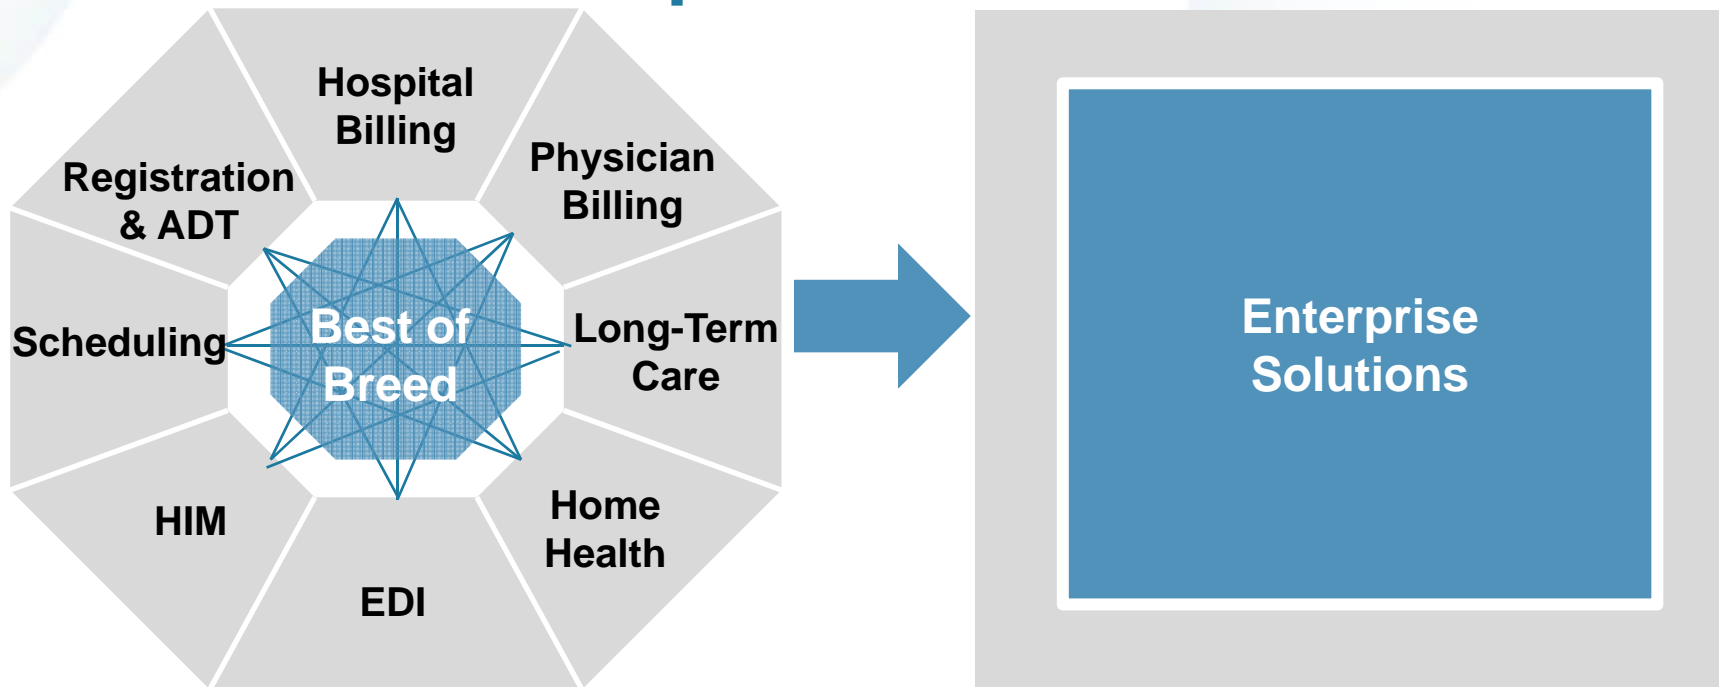 Hospital
Billing
Physician
Billing
Registration
& ADT
Scheduling
Best of
Breed
Long-Term
Care
HIM
Home
Health
EDI
Enterprise
Solutions